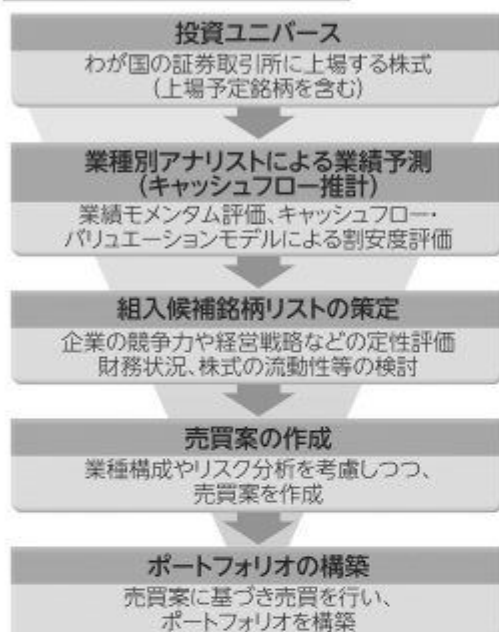 投資ユニバース
わが国の証券取引所に上場する株式
(上場予定銘柄を含む)
業種別アナリストによる業績予測
(キャッシュフロー推計)
業績モメンタム評価、キャッシュフロー・
バリュエーションモデルによる割安度評価
組入候補銘柄リストの策定
企業の競争力や経営戦略などの定性評価
財務状況、株式の流動性等の検討
売買案の作成
業種構成やリスク分析を考慮しつつ、
売買案を作成
ポートフォリオの構築
売買案に基づき売買を行い、
ポートフォリオを構築